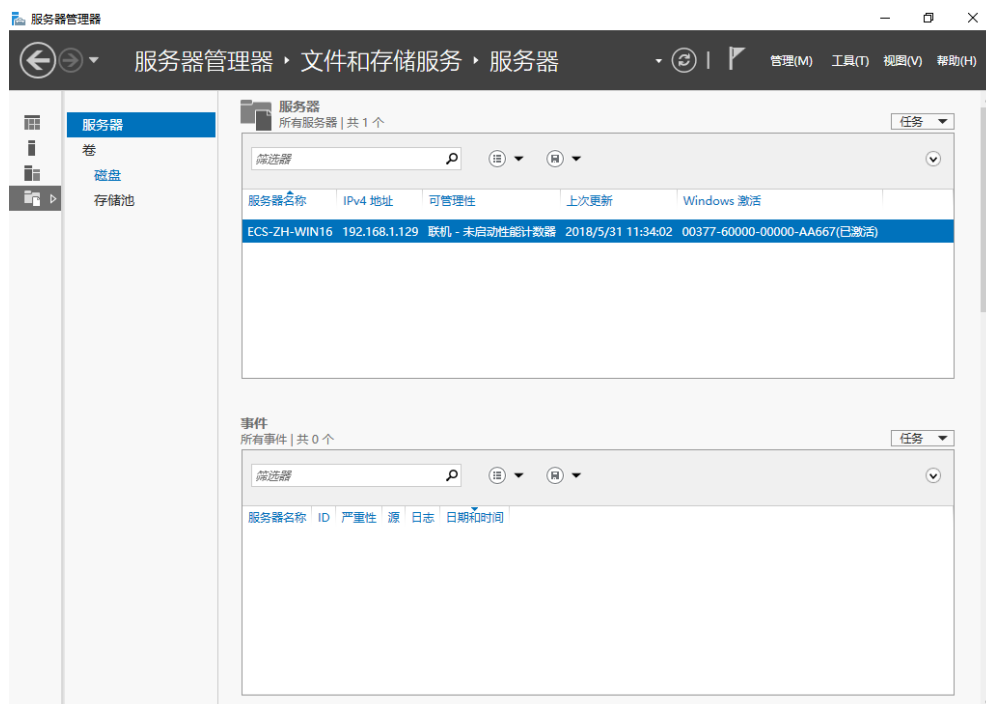 服务器管理器
服务器管理器 ‣ 文件和存储服务 ‣ 服务器
管理(M) 工具(T) 视图(V) 帮助(H)
服务器
卷
磁盘
存储池
服务器
所有服务器 | 共 1 个
任务
筛选器
服务器名称 IPv4 地址 可管理性 上次更新 Windows 激活
ECS-ZH-WIN16 192.168.1.129 联机 - 未启动性能计数器 2018/5/31 11:34:02 00377-60000-00000-AA667(已激活)
事件
所有事件 | 共 0 个
任务
筛选器
服务器名称 ID 严重性 源 日志 日期和时间